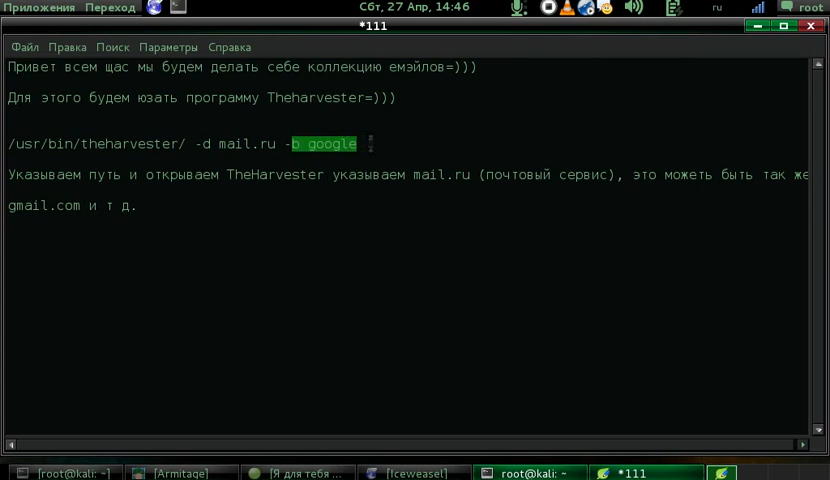 Приложения Переход Сбт, 27 Апр, 14:46 ru root
*111
Файл Правка Поиск Параметры Справка
Привет всем щас мы будем делать себе коллекцию емэйлов=)))
Для этого будем юзать программу Theharvester=)))
/usr/bin/theharvester/ -d mail.ru -b google
Указываем путь и открываем TheHarvester указываем mail.ru (почтовый сервис), это можеть быть так же
gmail.com и т д.
[root@kali: ~] [Armitage] [Я для тебя ... [Iceweasel] root@kali: ~ *111